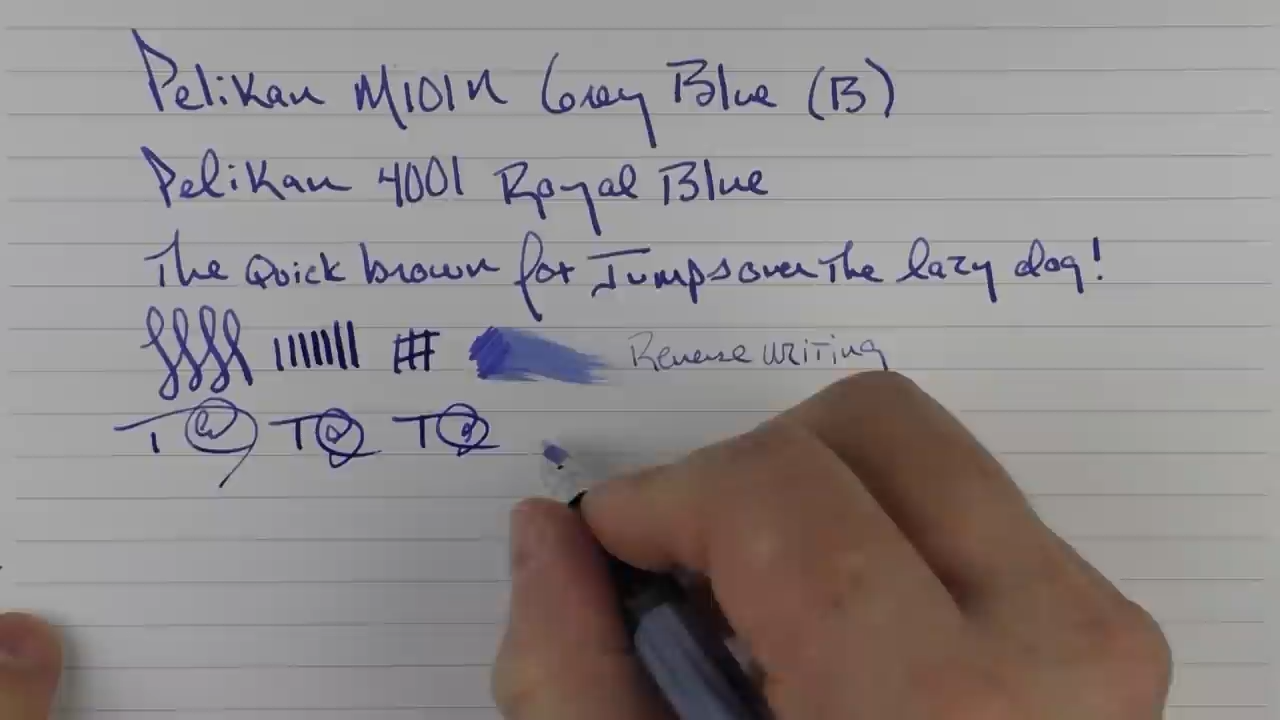 Pelikan M101N Grey Blue (B)
Pelikan 4001 Royal Blue
The Quick brown fox Jumps over The lazy dog!
Reverse writing
T T T